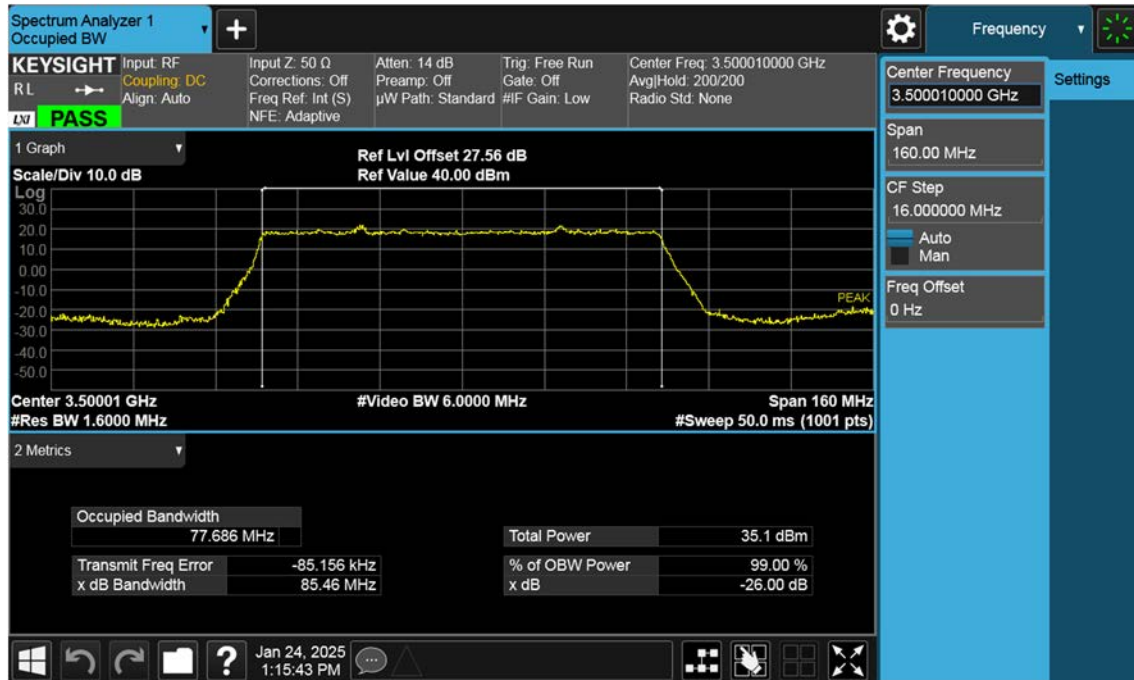 Spectrum Analyzer 1
Occupied BW
Frequency
KEYSIGHT
R L
LXI
PASS
Input: RF
Coupling: DC
Align: Auto
Input Z: 50 Ω
Corrections: Off
Freq Ref: Int (S)
NFE: Adaptive
Atten: 14 dB
Preamp: Off
µW Path: Standard
Trig: Free Run
Gate: Off
#IF Gain: Low
Center Freq: 3.500010000 GHz
Avg|Hold: 200/200
Radio Std: None
Center Frequency
3.500010000 GHz
Settings
Span
160.00 MHz
CF Step
16.000000 MHz
Auto
Man
Freq Offset
0 Hz
1 Graph
Scale/Div 10.0 dB
Ref Lvl Offset 27.56 dB
Ref Value 40.00 dBm
Log
30.0
20.0
10.0
0.00
-10.0
-20.0
-30.0
-40.0
-50.0
PEAK
Center 3.50001 GHz
#Video BW 6.0000 MHz
Span 160 MHz
#Res BW 1.6000 MHz
#Sweep 50.0 ms (1001 pts)
2 Metrics
Occupied Bandwidth
77.686 MHz
Total Power 35.1 dBm
Transmit Freq Error -85.156 kHz
% of OBW Power 99.00 %
x dB Bandwidth 85.46 MHz
x dB -26.00 dB
?
Jan 24, 2025
1:15:43 PM